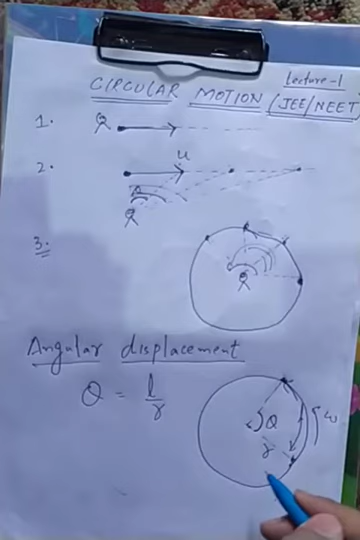 Lecture-1
CIRCULAR MOTION (JEE/NEET)
1.
2.
u
3.
Angular displacement
θ = l/r
θ
r
ω